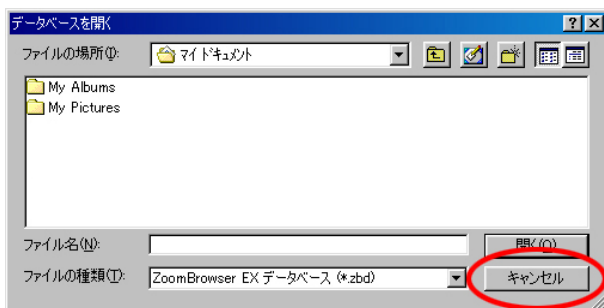 データベースを開く
ファイルの場所(I):
マイ ドキュメント
My Albums
My Pictures
ファイル名(N):
開く(O)
ファイルの種類(T):
ZoomBrowser EX データベース (*.zbd)
キャンセル